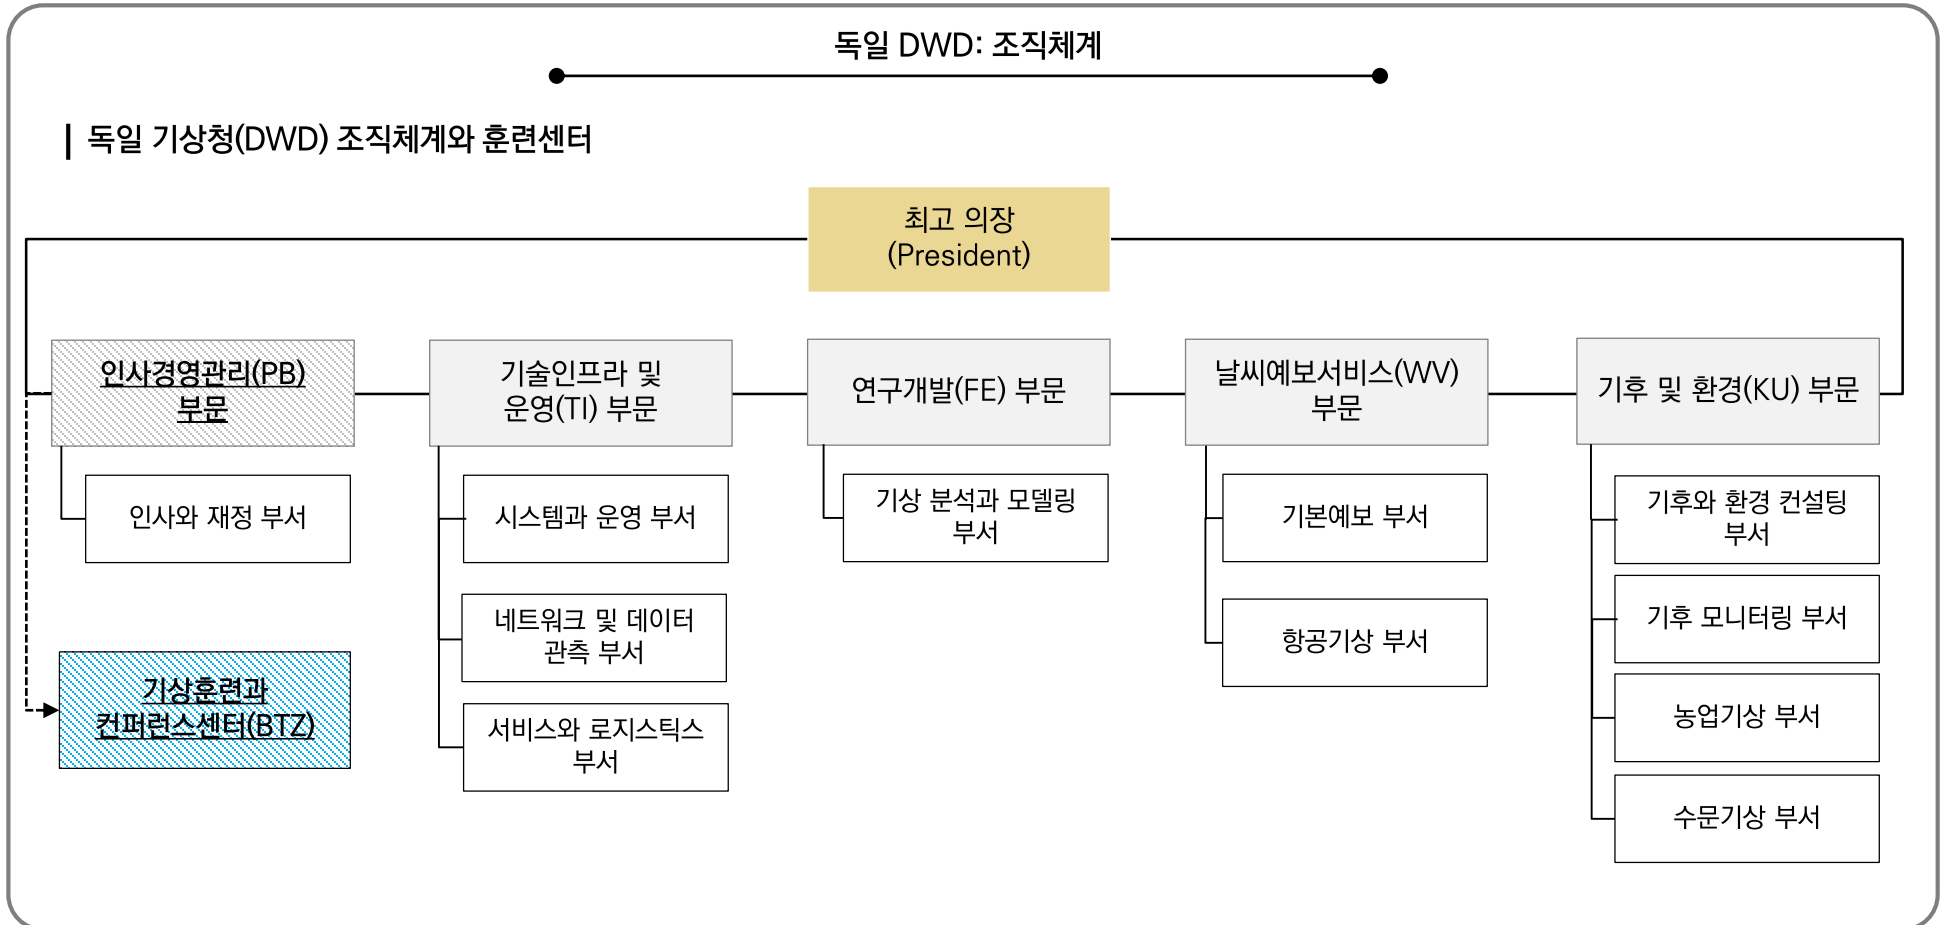 독일 DWD: 조직체계
독일 기상청(DWD) 조직체계와 훈련센터
최고 의장
(President)
인사경영관리(PB)
부문
기술인프라 및
운영(TI) 부문
연구개발(FE) 부문
날씨예보서비스(WV)
부문
기후 및 환경(KU) 부문
인사와 재정 부서
기상훈련과
컨퍼런스센터(BTZ)
시스템과 운영 부서
네트워크 및 데이터
관측 부서
서비스와 로지스틱스
부서
기상 분석과 모델링
부서
기본예보 부서
항공기상 부서
기후와 환경 컨설팅
부서
기후 모니터링 부서
농업기상 부서
수문기상 부서